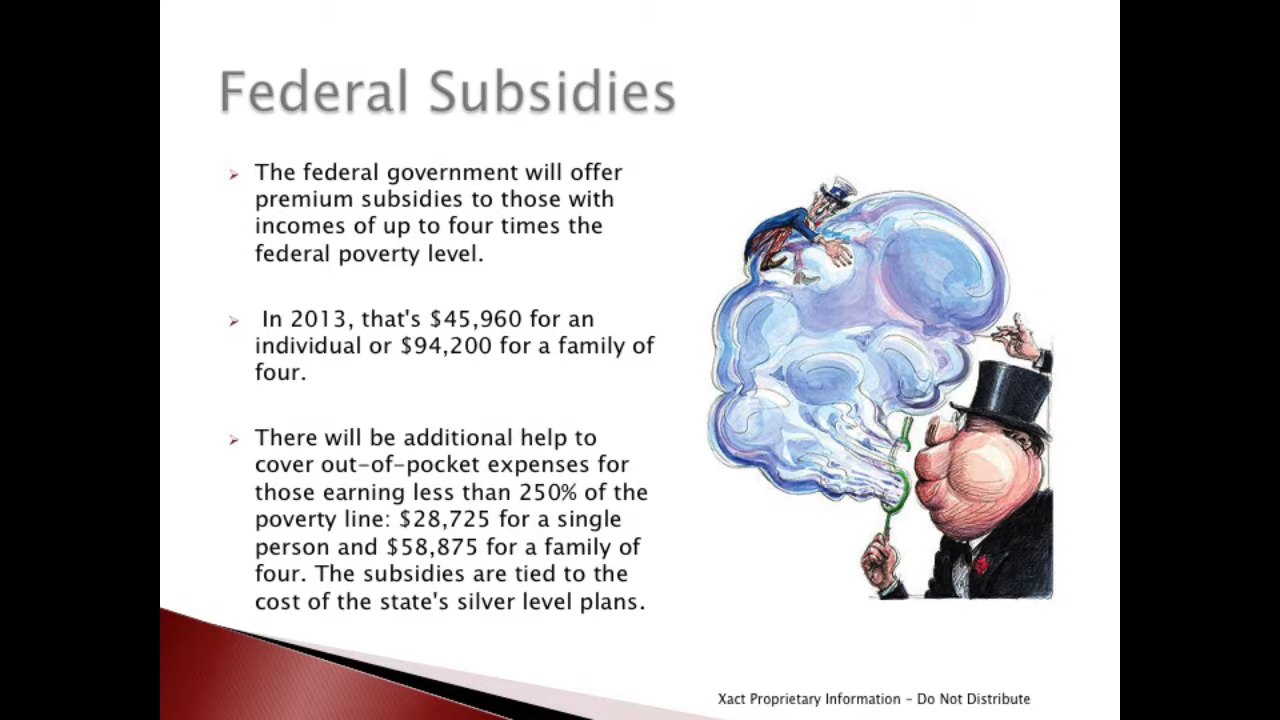 Federal Subsidies
The federal government will offer
premium subsidies to those with
incomes of up to four times the
federal poverty level.
In 2013, that's $45,960 for an
individual or $94,200 for a family of
four.
There will be additional help to
cover out-of-pocket expenses for
those earning less than 250% of the
poverty line: $28,725 for a single
person and $58,875 for a family of
four. The subsidies are tied to the
cost of the state's silver level plans.
Xact Proprietary Information – Do Not Distribute